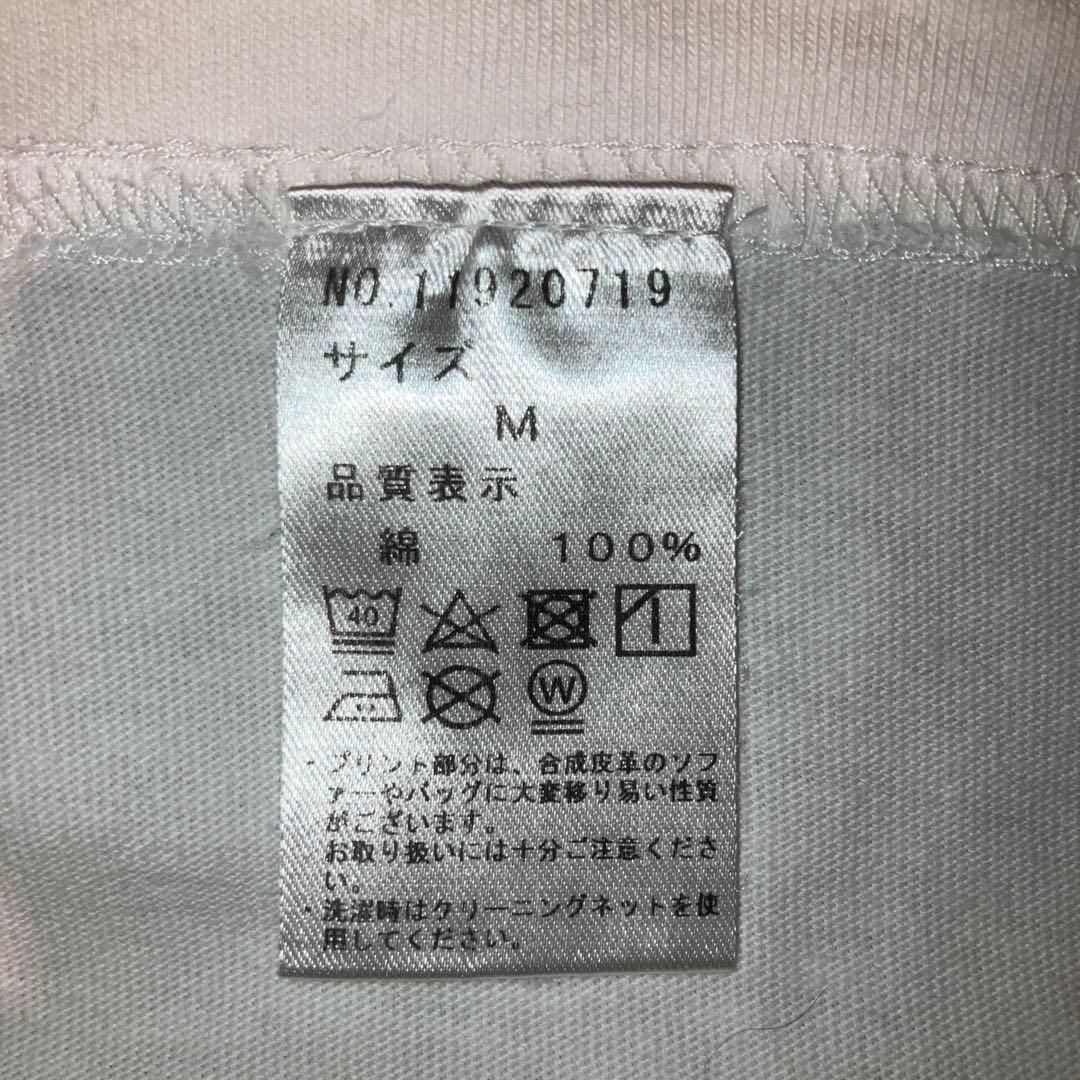 NO.11920719
サイズ
M
品質表示
綿 100%
40
W
・プリント部分は、合成皮革のソフ
ァーやバッグに大変移り易い性質
がございます。
お取り扱いには十分ご注意くださ
い。
・洗濯時はクリーニングネットを使
用してください。